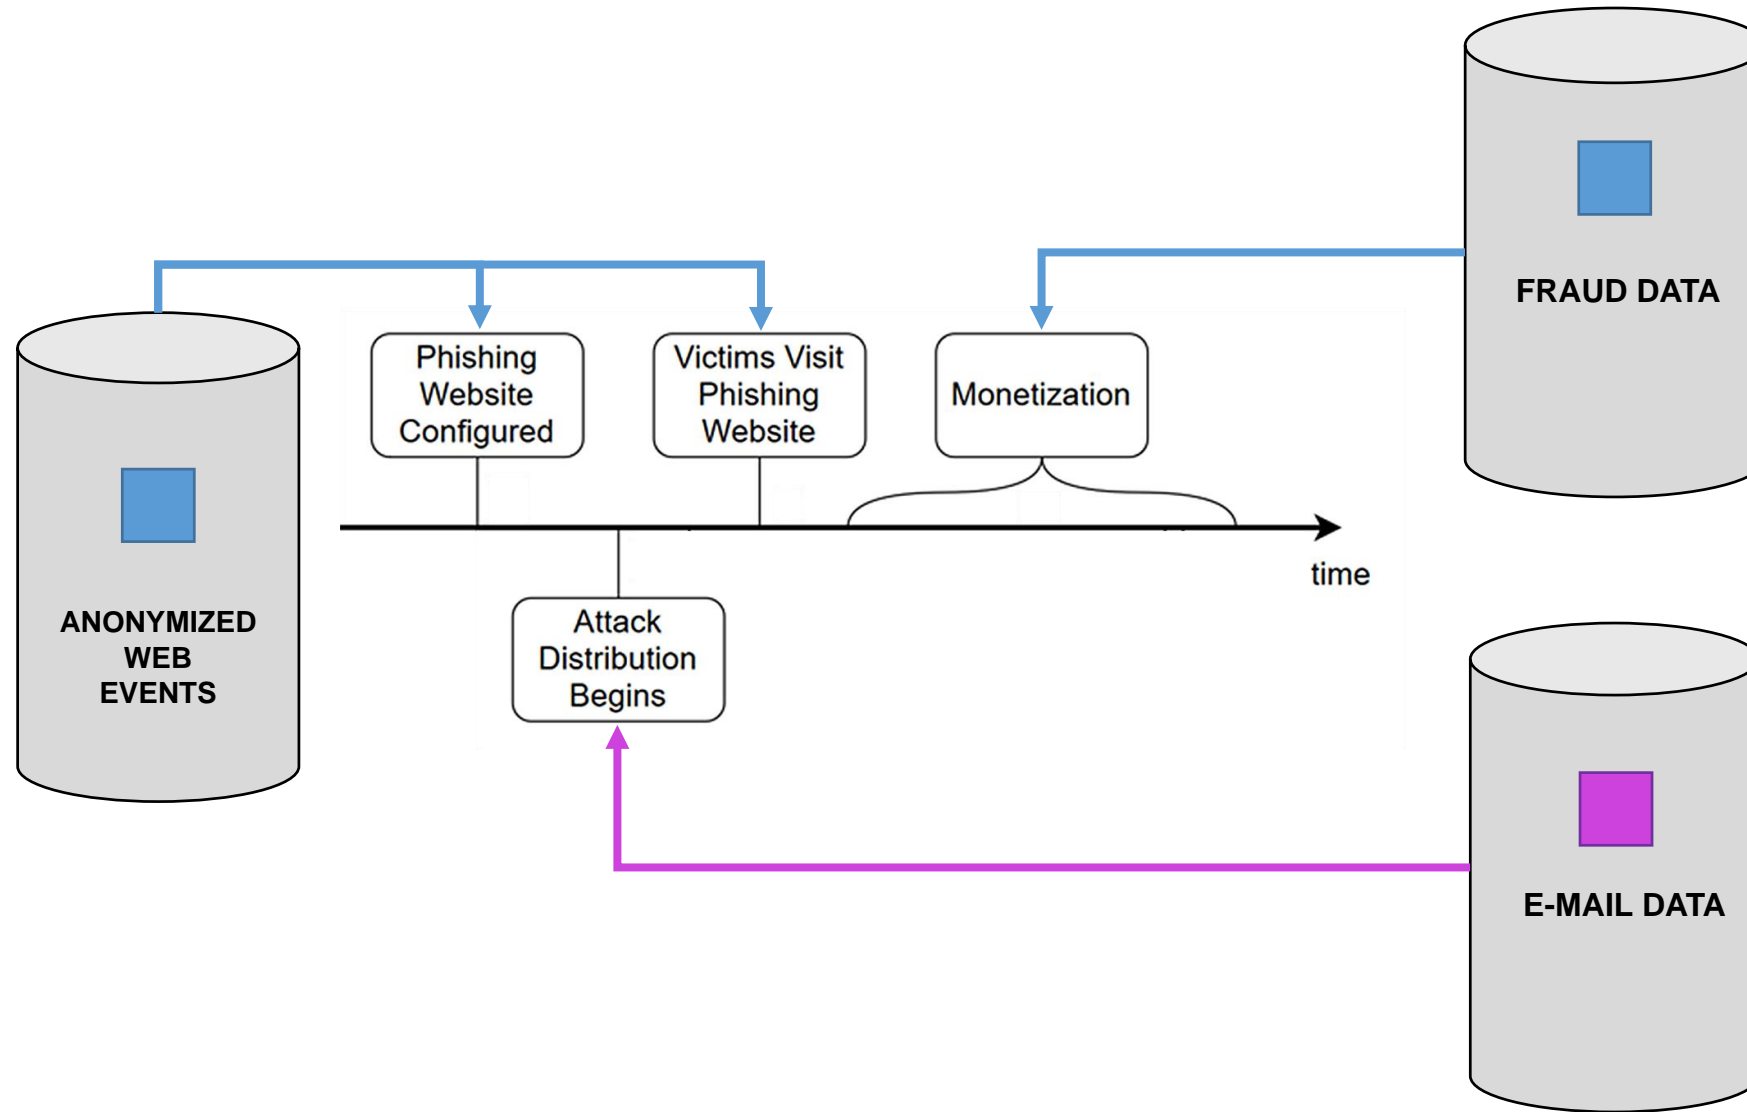 FRAUD DATA
Phishing
Website
Configured
Victims Visit
Phishing
Website
Monetization
time
ANONYMIZED
WEB
EVENTS
Attack
Distribution
Begins
E-MAIL DATA